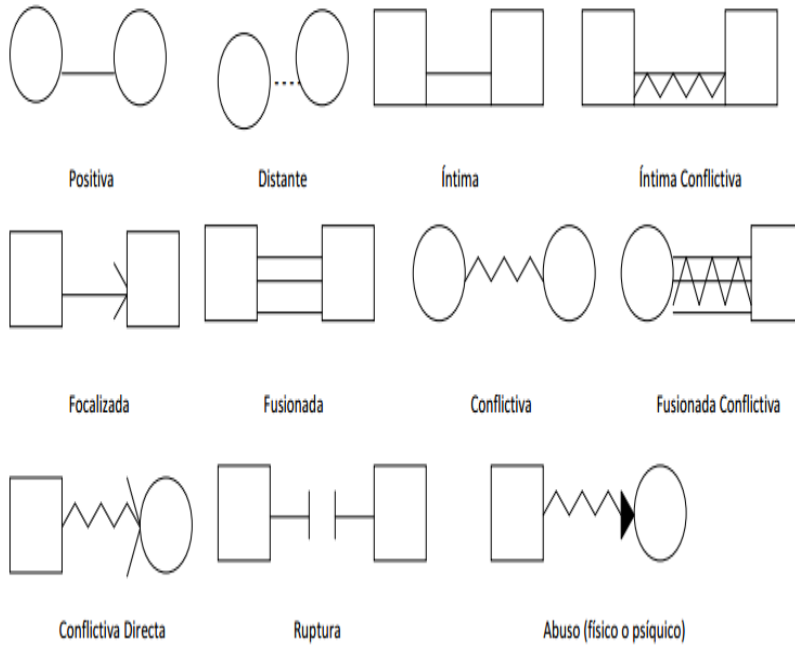 Positiva
Distante
Íntima
Íntima Conflictiva
Focalizada
Fusionada
Conflictiva
Fusionada Conflictiva
Conflictiva Directa
Ruptura
Abuso (físico o psíquico)